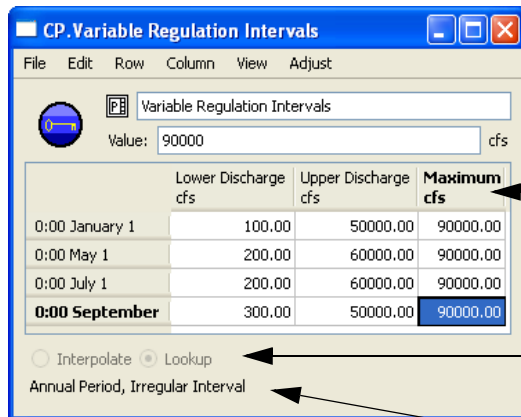 CP.Variable Regulation Intervals
File Edit Row Column View Adjust
Variable Regulation Intervals
Value: 90000 cfs
Lower Discharge Upper Discharge Maximum
cfs cfs cfs
0:00 January 1 100.00 50000.00 90000.00
0:00 May 1 200.00 60000.00 90000.00
0:00 July 1 200.00 60000.00 90000.00
0:00 September 300.00 50000.00 90000.00
Interpolate Lookup
Annual Period, Irregular Interval